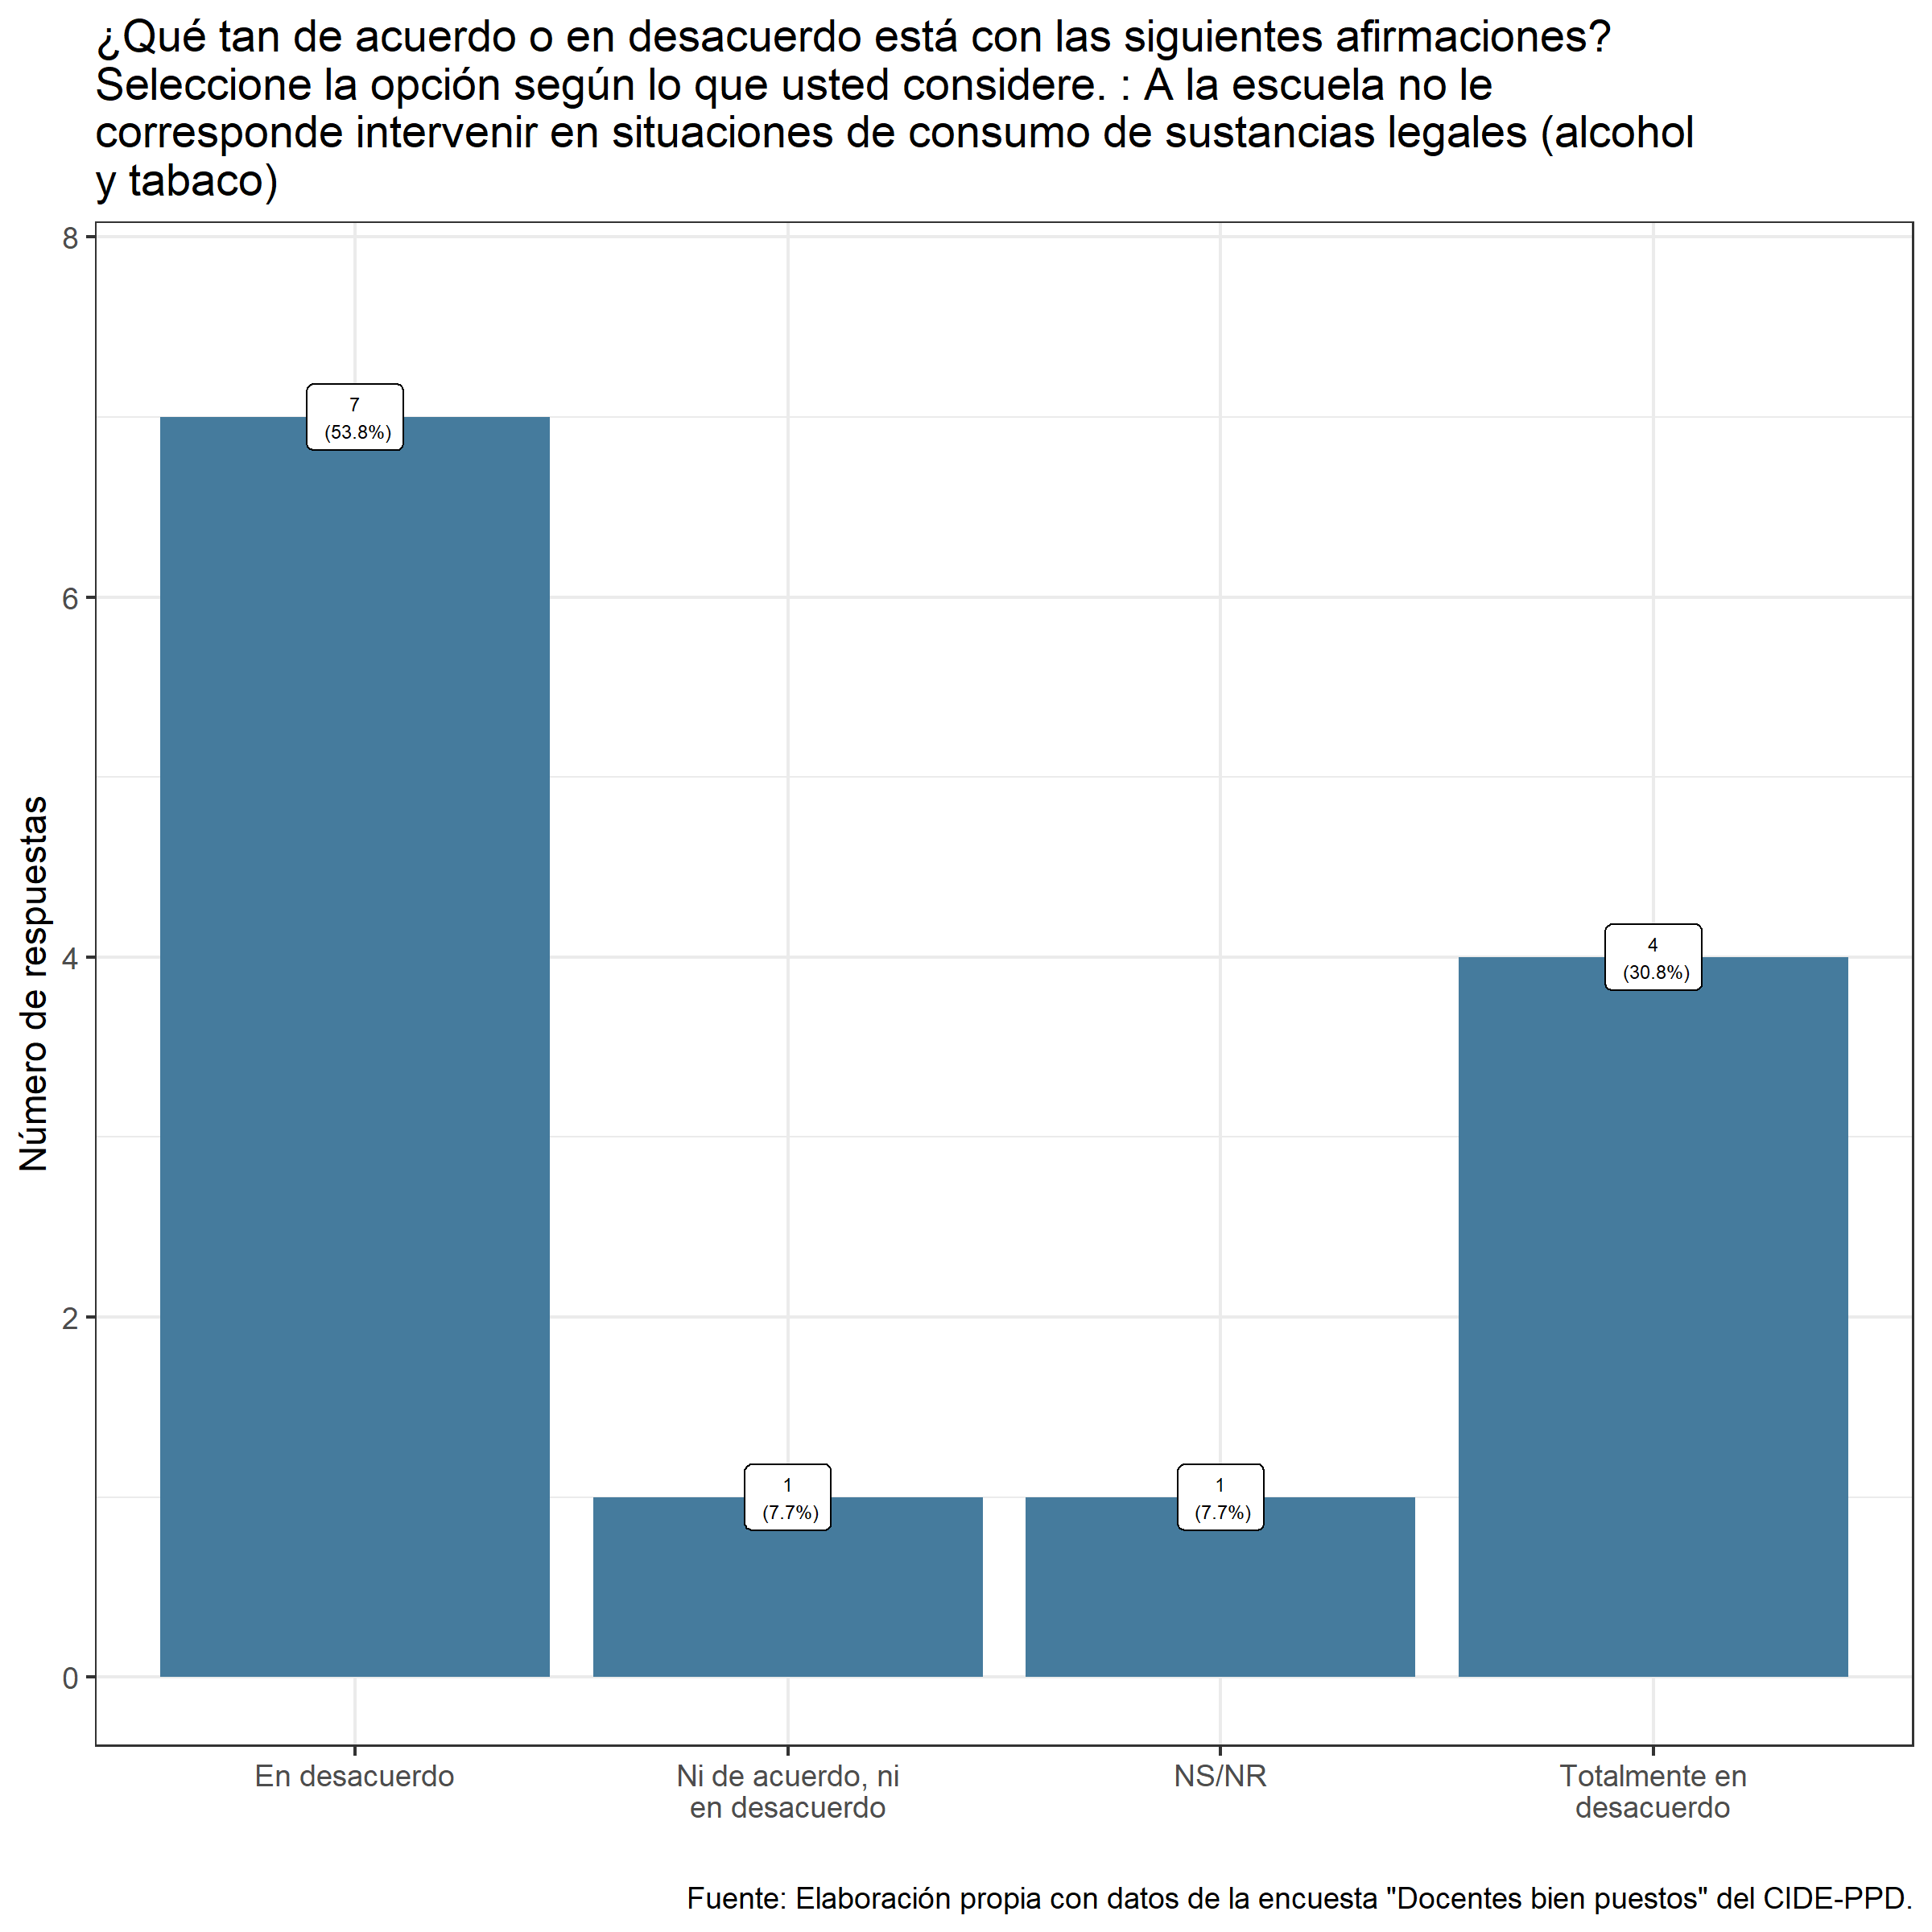 ¿Qué tan de acuerdo o en desacuerdo está con las siguientes afirmaciones?
Seleccione la opción según lo que usted considere. : A la escuela no le
corresponde intervenir en situaciones de consumo de sustancias legales (alcohol
y tabaco)
Número de respuestas
8
6
4
2
0
7
(53.8%)
1
(7.7%)
1
(7.7%)
4
(30.8%)
En desacuerdo
Ni de acuerdo, ni
en desacuerdo
NS/NR
Totalmente en
desacuerdo
Fuente: Elaboración propia con datos de la encuesta "Docentes bien puestos" del CIDE-PPD.